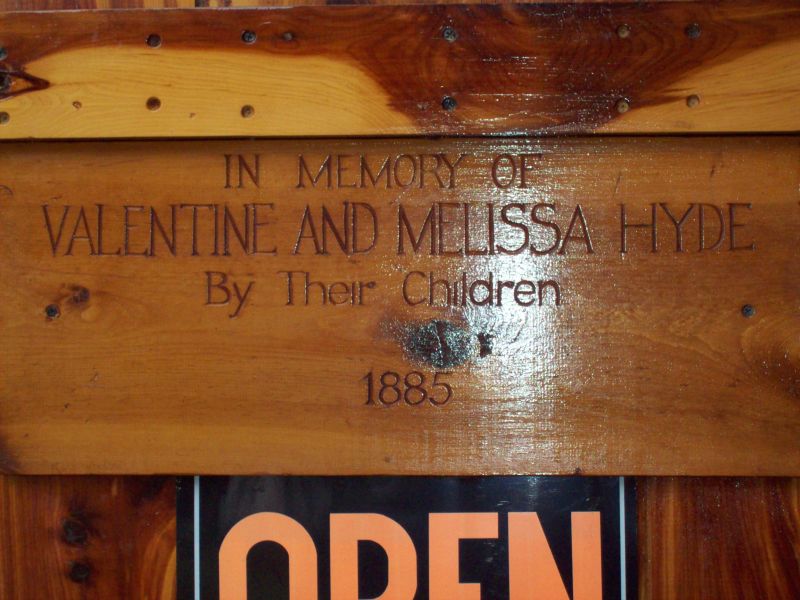 IN MEMORY OF
VALENTINE AND MELISSA HYDE
By Their Children
1885
OPEN